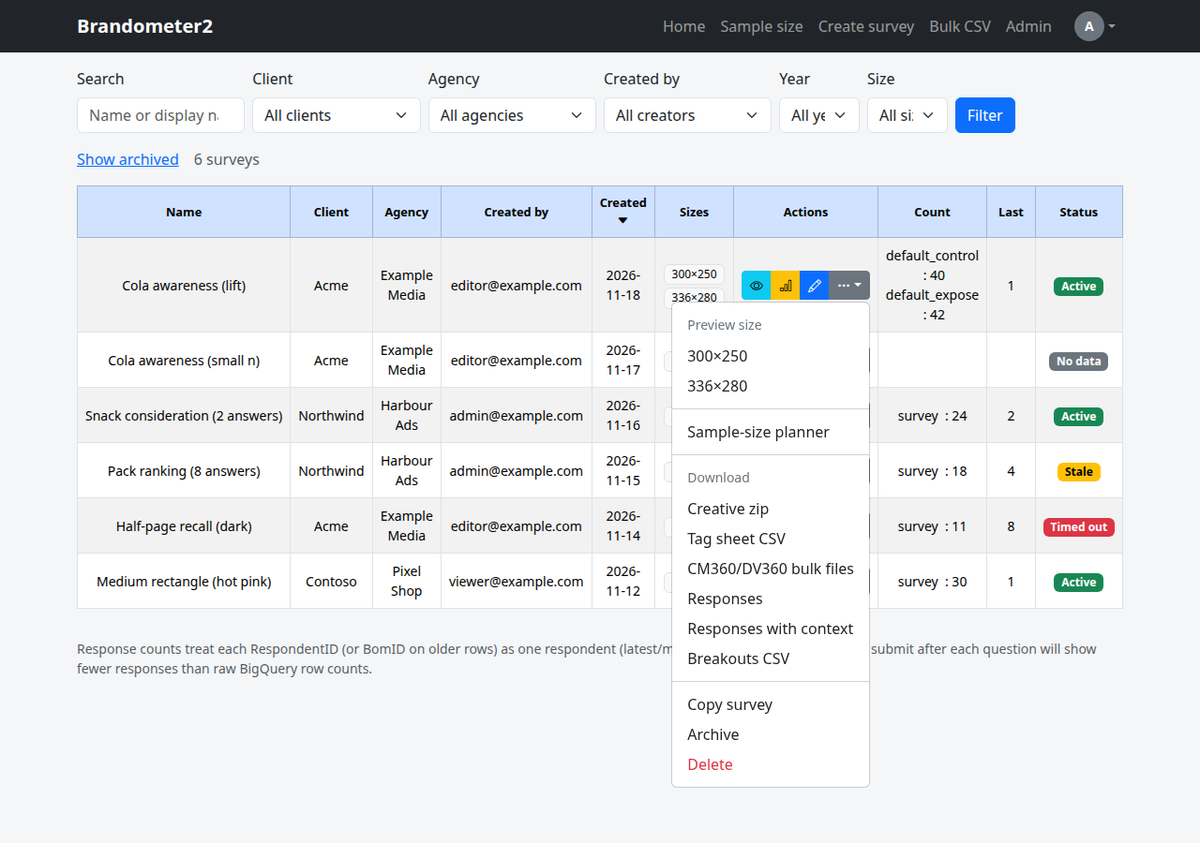 Brandometer2
Home Sample size Create survey Bulk CSV Admin A
Search Client Agency Created by Year Size
Name or display n All clients All agencies All creators All ye All si Filter
Show archived 6 surveys
Name Client Agency Created by Created Sizes Actions Count Last Status
Cola awareness (lift) Acme Example Media editor@example.com 2026-11-18 300×250 336×280 default_control : 40 default_expose : 42 1 Active
Cola awareness (small n) Acme Example Media editor@example.com 2026-11-17 No data
Snack consideration (2 answers) Northwind Harbour Ads admin@example.com 2026-11-16 survey : 24 2 Active
Pack ranking (8 answers) Northwind Harbour Ads admin@example.com 2026-11-15 survey : 18 4 Stale
Half-page recall (dark) Acme Example Media editor@example.com 2026-11-14 survey : 11 8 Timed out
Medium rectangle (hot pink) Contoso Pixel Shop viewer@example.com 2026-11-12 survey : 30 1 Active
Preview size
300×250
336×280
Sample-size planner
Download
Creative zip
Tag sheet CSV
CM360/DV360 bulk files
Responses
Responses with context
Breakouts CSV
Copy survey
Archive
Delete
Response counts treat each RespondentID (or BomID on older rows) as one respondent (latest/m submit after each question will show
fewer responses than raw BigQuery row counts.